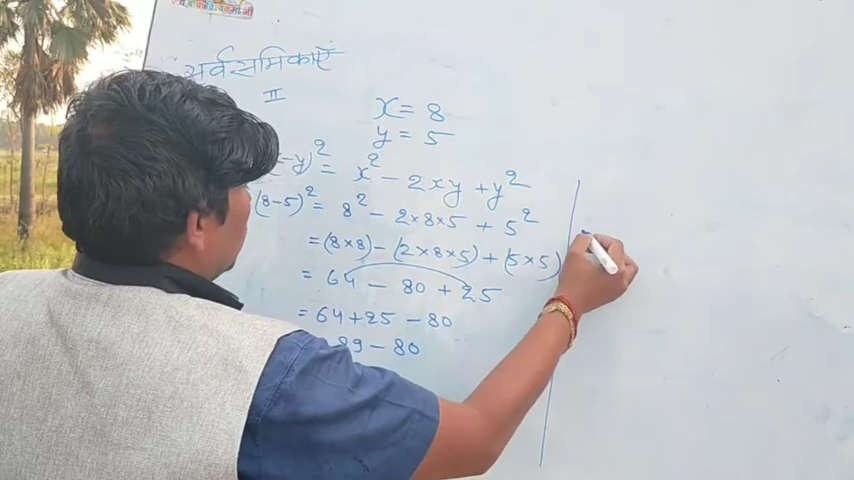 सर्वसमिकाएँ
II
x = 8
y = 5
-y)² = x² - 2xy + y²
(8-5)² = 8² - 2×8×5 + 5²
= (8×8) - (2×8×5) + (5×5)
= 64 - 80 + 25
= 64 + 25 - 80
89 - 80